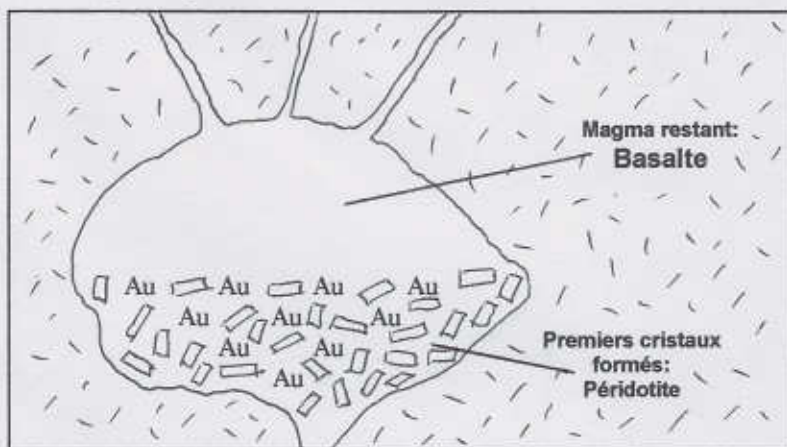 Magma restant:
Basalte
Au Au Au Au
Au Au Au
Au Au
Au
Premiers cristaux
formés:
Péridotite